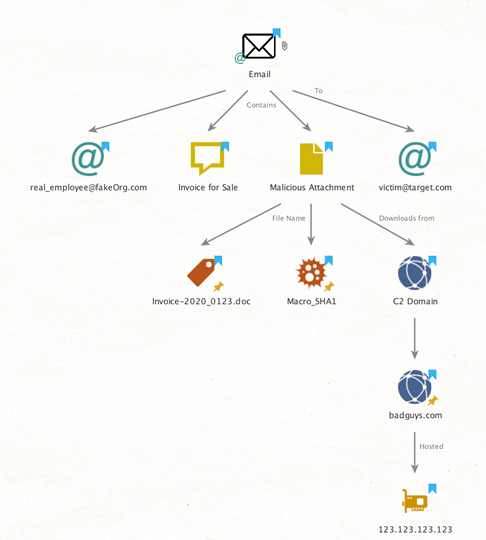 Email
Contains
To
real_employee@fakeOrg.com
Invoice for Sale
Malicious Attachment
victim@target.com
File Name
Downloads from
Invoice-2020_0123.doc
Macro_SHA1
C2 Domain
badguys.com
Hosted
123.123.123.123